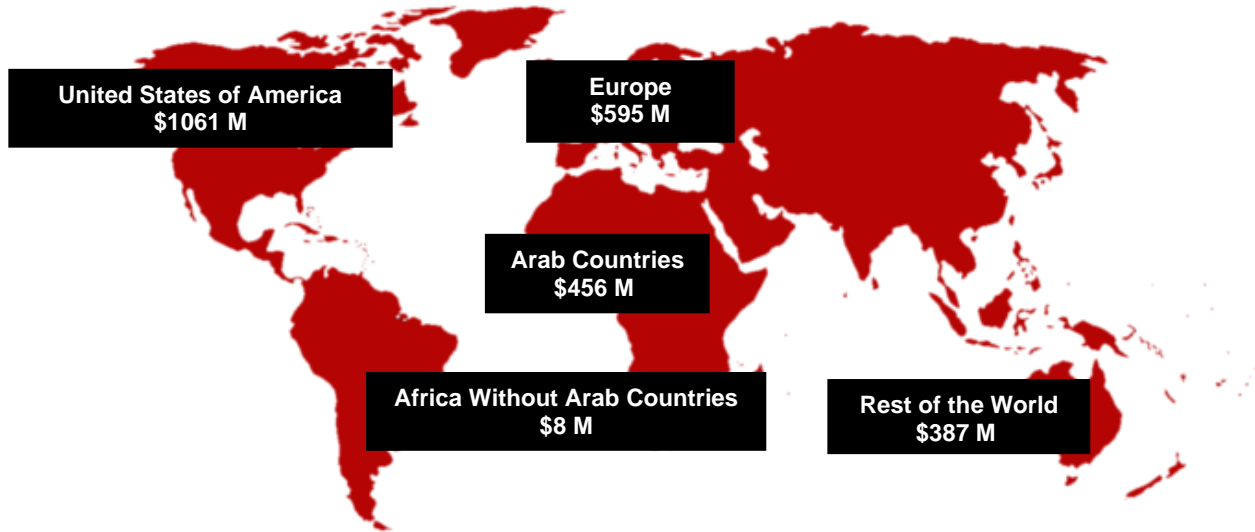 United States of America
$1061 M
Europe
$595 M
Arab Countries
$456 M
Africa Without Arab Countries
$8 M
Rest of the World
$387 M